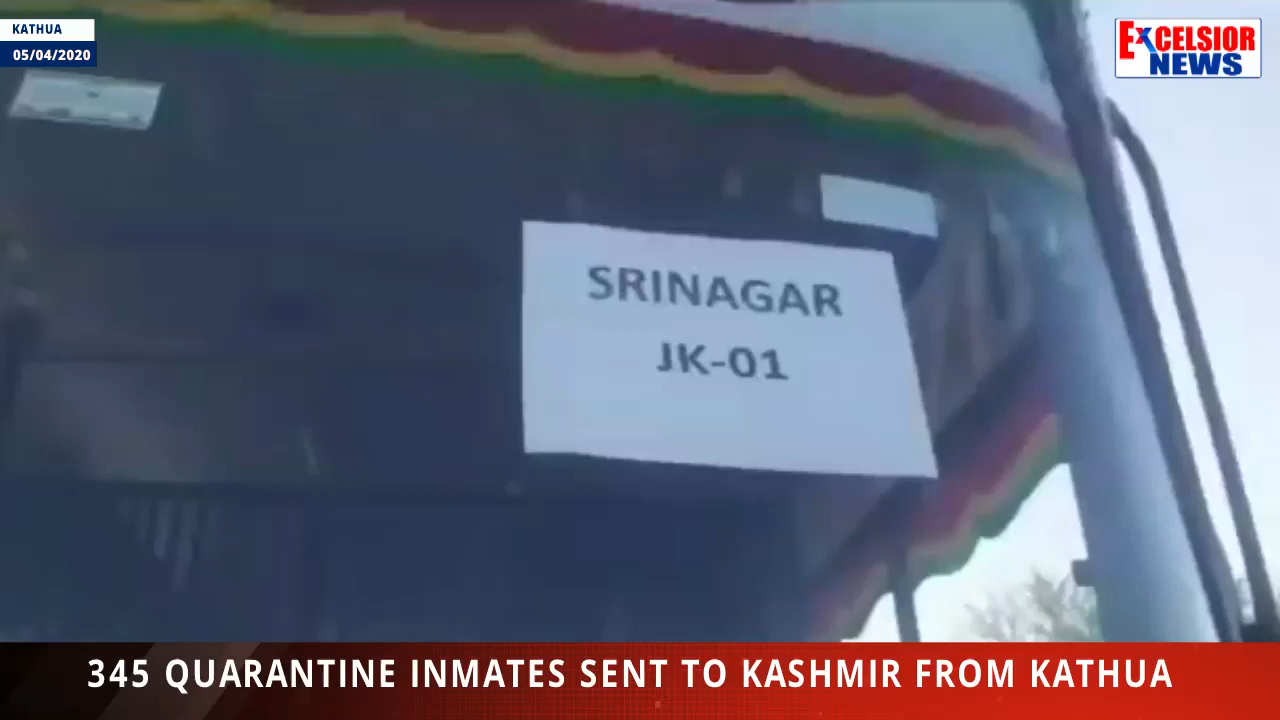 KATHUA
05/04/2020
EXCELSIOR
NEWS
SRINAGAR
JK-01
345 QUARANTINE INMATES SENT TO KASHMIR FROM KATHUA